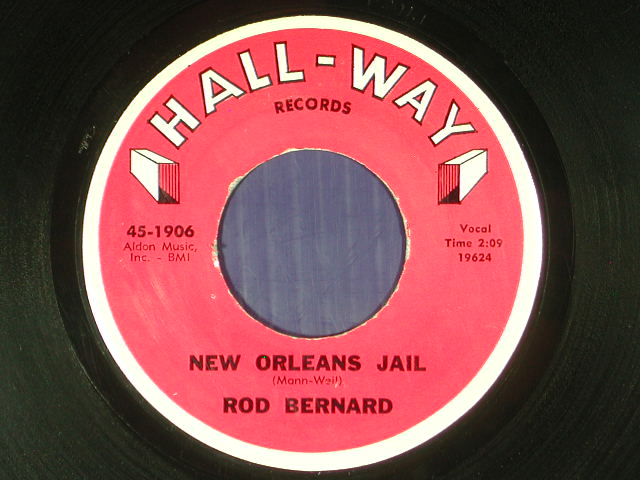 HALL-WAY
RECORDS
45-1906
Aldon Music,
Inc. - BMI
Vocal
Time 2:09
19624
NEW ORLEANS JAIL
(Mann-Weil)
ROD BERNARD